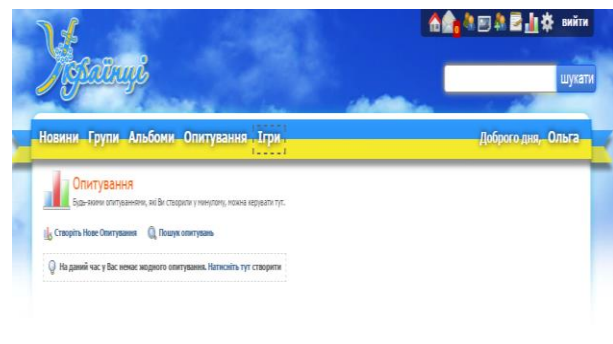 вийти
Українці
шукати
Новини Групи Альбоми Опитування Ігри
Доброго дня, Ольга
Опитування
Будь-якими опитуваннями, які Ви створили у минулому, можна керувати тут.
Створіть Нове Опитування Пошук опитувань
На даний час у Вас немає жодного опитування. Натисніть тут створити